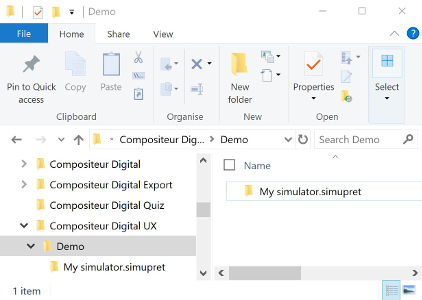 Demo
File Home Share View
Pin to Quick access
Copy
Paste
Clipboard
Organise
New folder
New
Properties
Open
Select
Compositeur Dig... Demo
Search Demo
Compositeur Digital
Compositeur Digital Export
Compositeur Digital Quiz
Compositeur Digital UX
Demo
My simulator.simupret
Name
My simulator.simupret
1 item